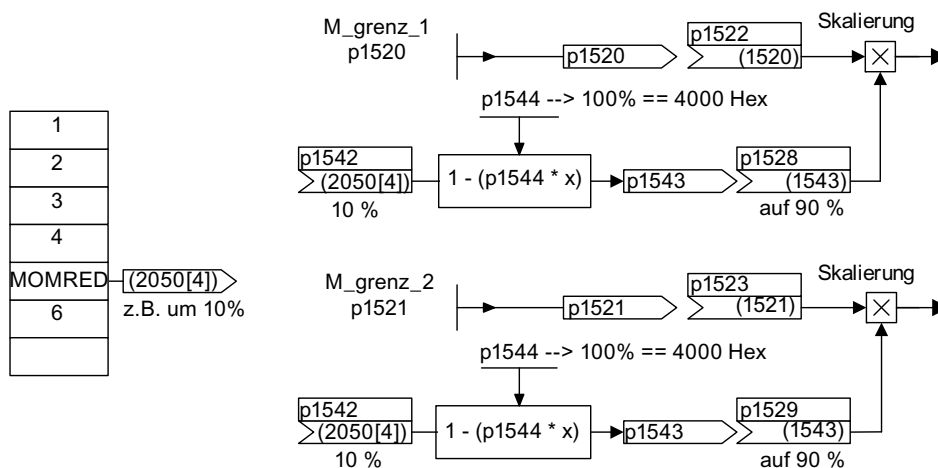 M_grenz_1
p1520
p1520
p1522
(1520)
Skalierung
p1544 --> 100% == 4000 Hex
p1542
(2050[4])
10 %
1 - (p1544 * x)
p1543
p1528
(1543)
auf 90 %
1
2
3
4
MOMRED
6
(2050[4])
z.B. um 10%
M_grenz_2
p1521
p1521
p1523
(1521)
Skalierung
p1544 --> 100% == 4000 Hex
p1542
(2050[4])
10 %
1 - (p1544 * x)
p1543
p1529
(1543)
auf 90 %